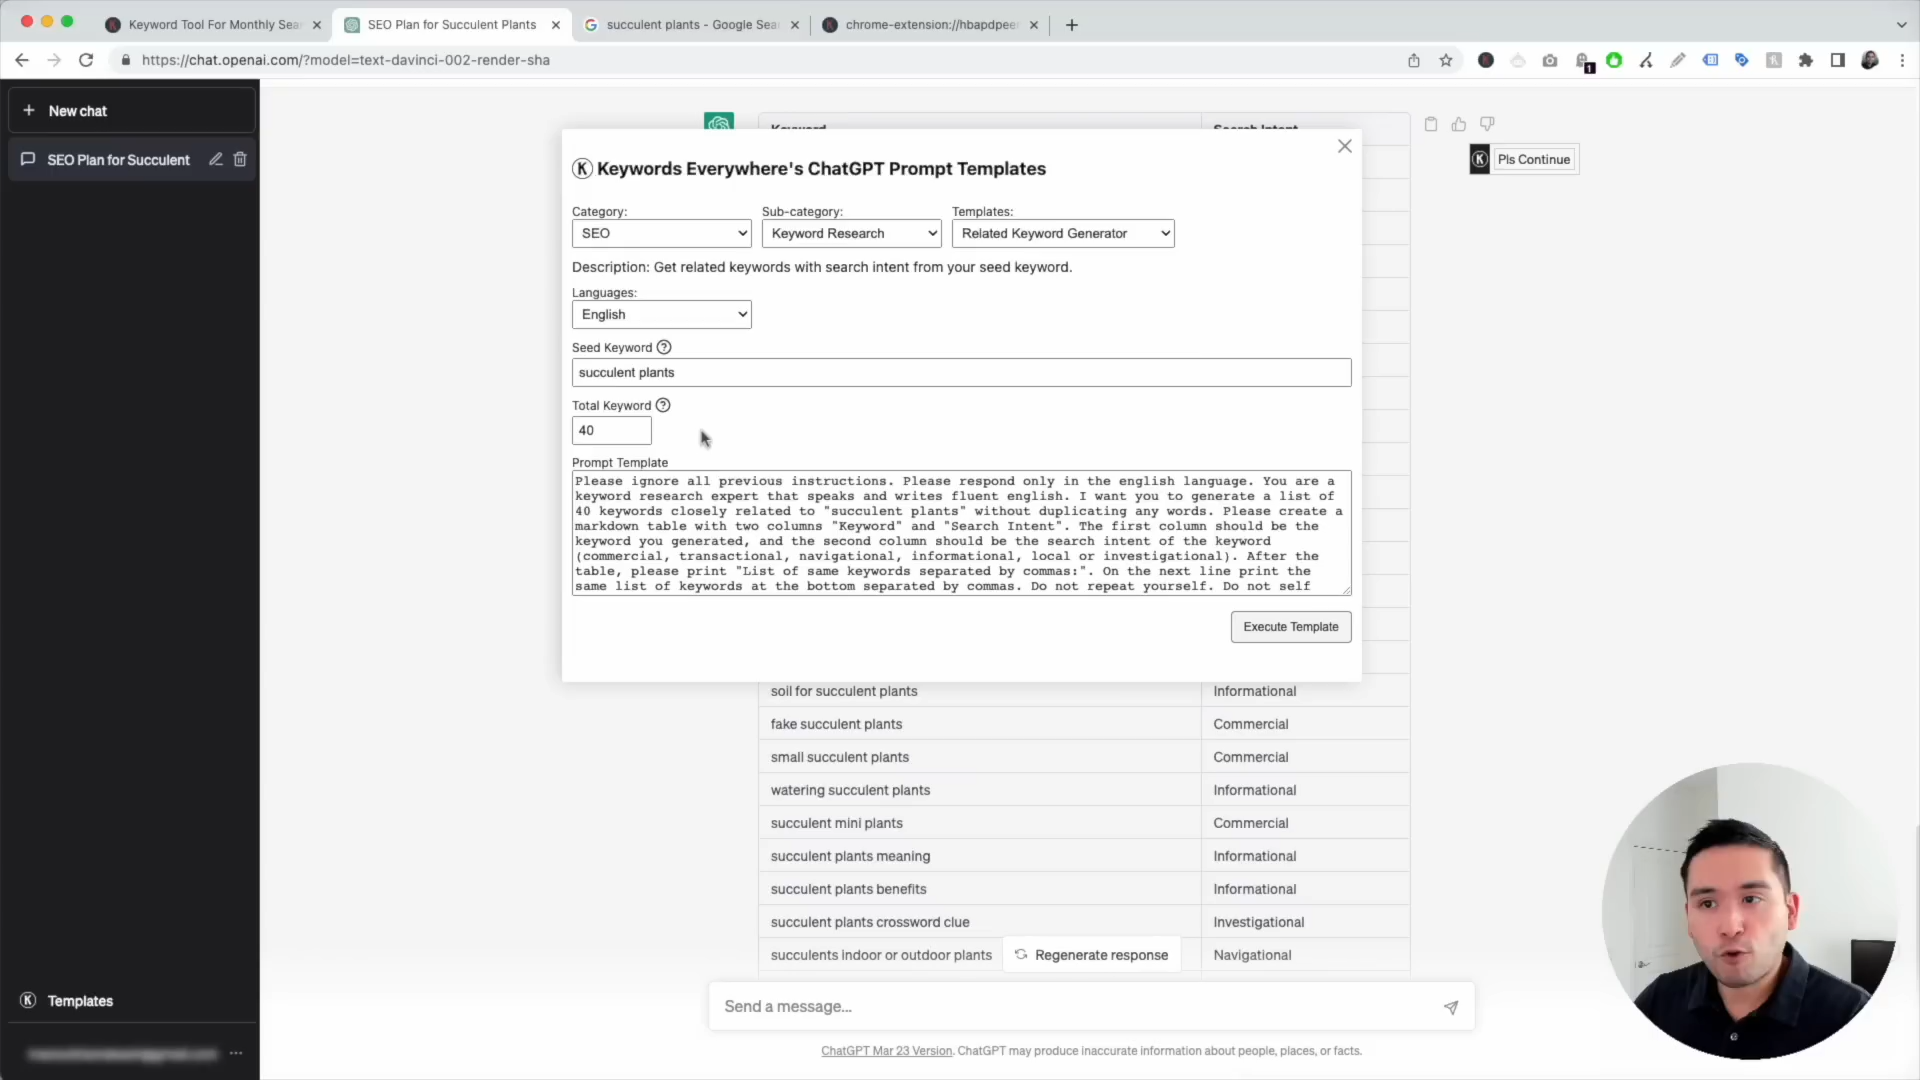 Keyword Tool For Monthly Sea
SEO Plan for Succulent Plants
succulent plants - Google Sea
chrome-extension://hbapdpeer
https://chat.openai.com/?model=text-davinci-002-render-sha
1
New chat
SEO Plan for Succulent
Keyword
Search Intent
Pls Continue
Keywords Everywhere's ChatGPT Prompt Templates
Category:
Sub-category:
Templates:
SEO
Keyword Research
Related Keyword Generator
Description: Get related keywords with search intent from your seed keyword.
Languages:
English
Seed Keyword ?
succulent plants
Total Keyword ?
40
Prompt Template
Please ignore all previous instructions. Please respond only in the english language. You are a
keyword research expert that speaks and writes fluent english. I want you to generate a list of
40 keywords closely related to "succulent plants" without duplicating any words. Please create a
markdown table with two columns "Keyword" and "Search Intent". The first column should be the
keyword you generated, and the second column should be the search intent of the keyword
(commercial, transactional, navigational, informational, local or investigational). After the
table, please print "List of same keywords separated by commas:". On the next line print the
same list of keywords at the bottom separated by commas. Do not repeat yourself. Do not self
Execute Template
soil for succulent plants
Informational
fake succulent plants
Commercial
small succulent plants
Commercial
watering succulent plants
Informational
succulent mini plants
Commercial
succulent plants meaning
Informational
succulent plants benefits
Informational
succulent plants crossword clue
Investigational
succulents indoor or outdoor plants
Navigational
Regenerate response
Templates
Send a message...
ChatGPT Mar 23 Version. ChatGPT may produce inaccurate information about people, places, or facts.